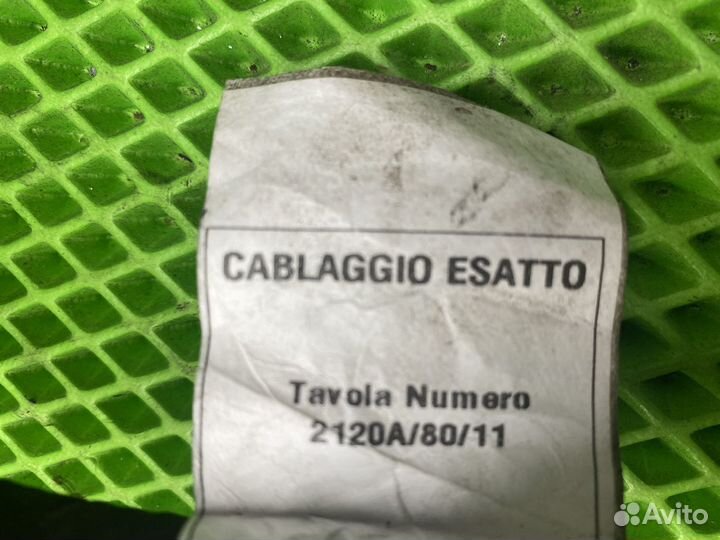 CABLAGGIO ESATTO
Tavola Numero
2120A/80/11
Avito